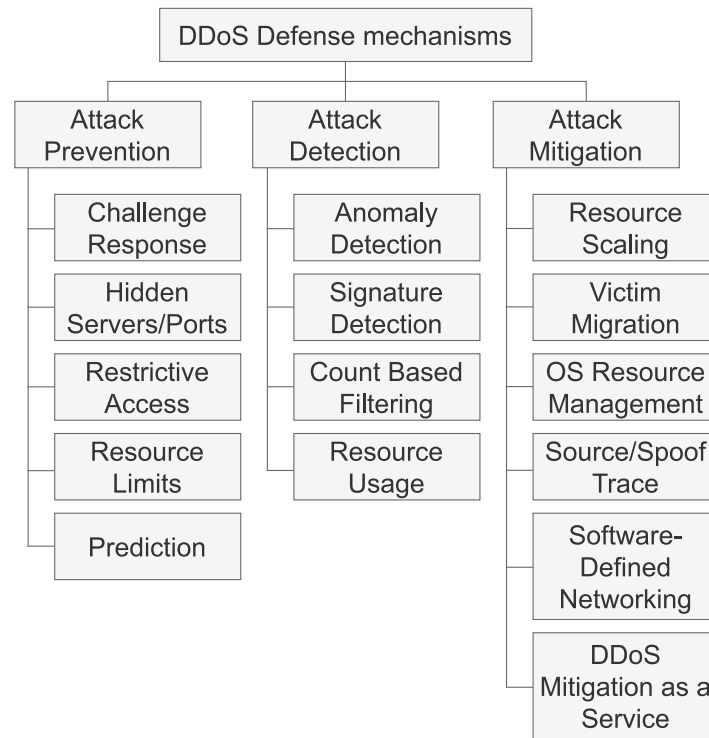 DDoS Defense mechanisms
Attack
Prevention
Challenge
Response
Hidden
Servers/Ports
Restrictive
Access
Resource
Limits
Prediction
Attack
Detection
Anomaly
Detection
Signature
Detection
Count Based
Filtering
Resource
Usage
Attack
Mitigation
Resource
Scaling
Victim
Migration
OS Resource
Management
Source/Spoof
Trace
Software-
Defined
Networking
DDoS
Mitigation as a
Service